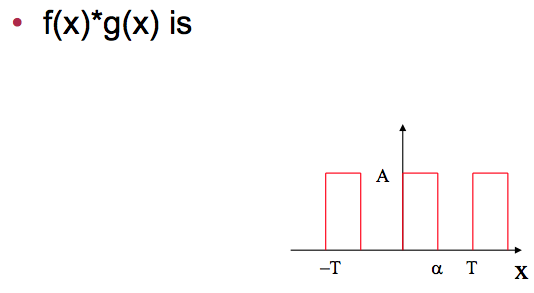 • f(x)*g(x) is
A
–T α T X